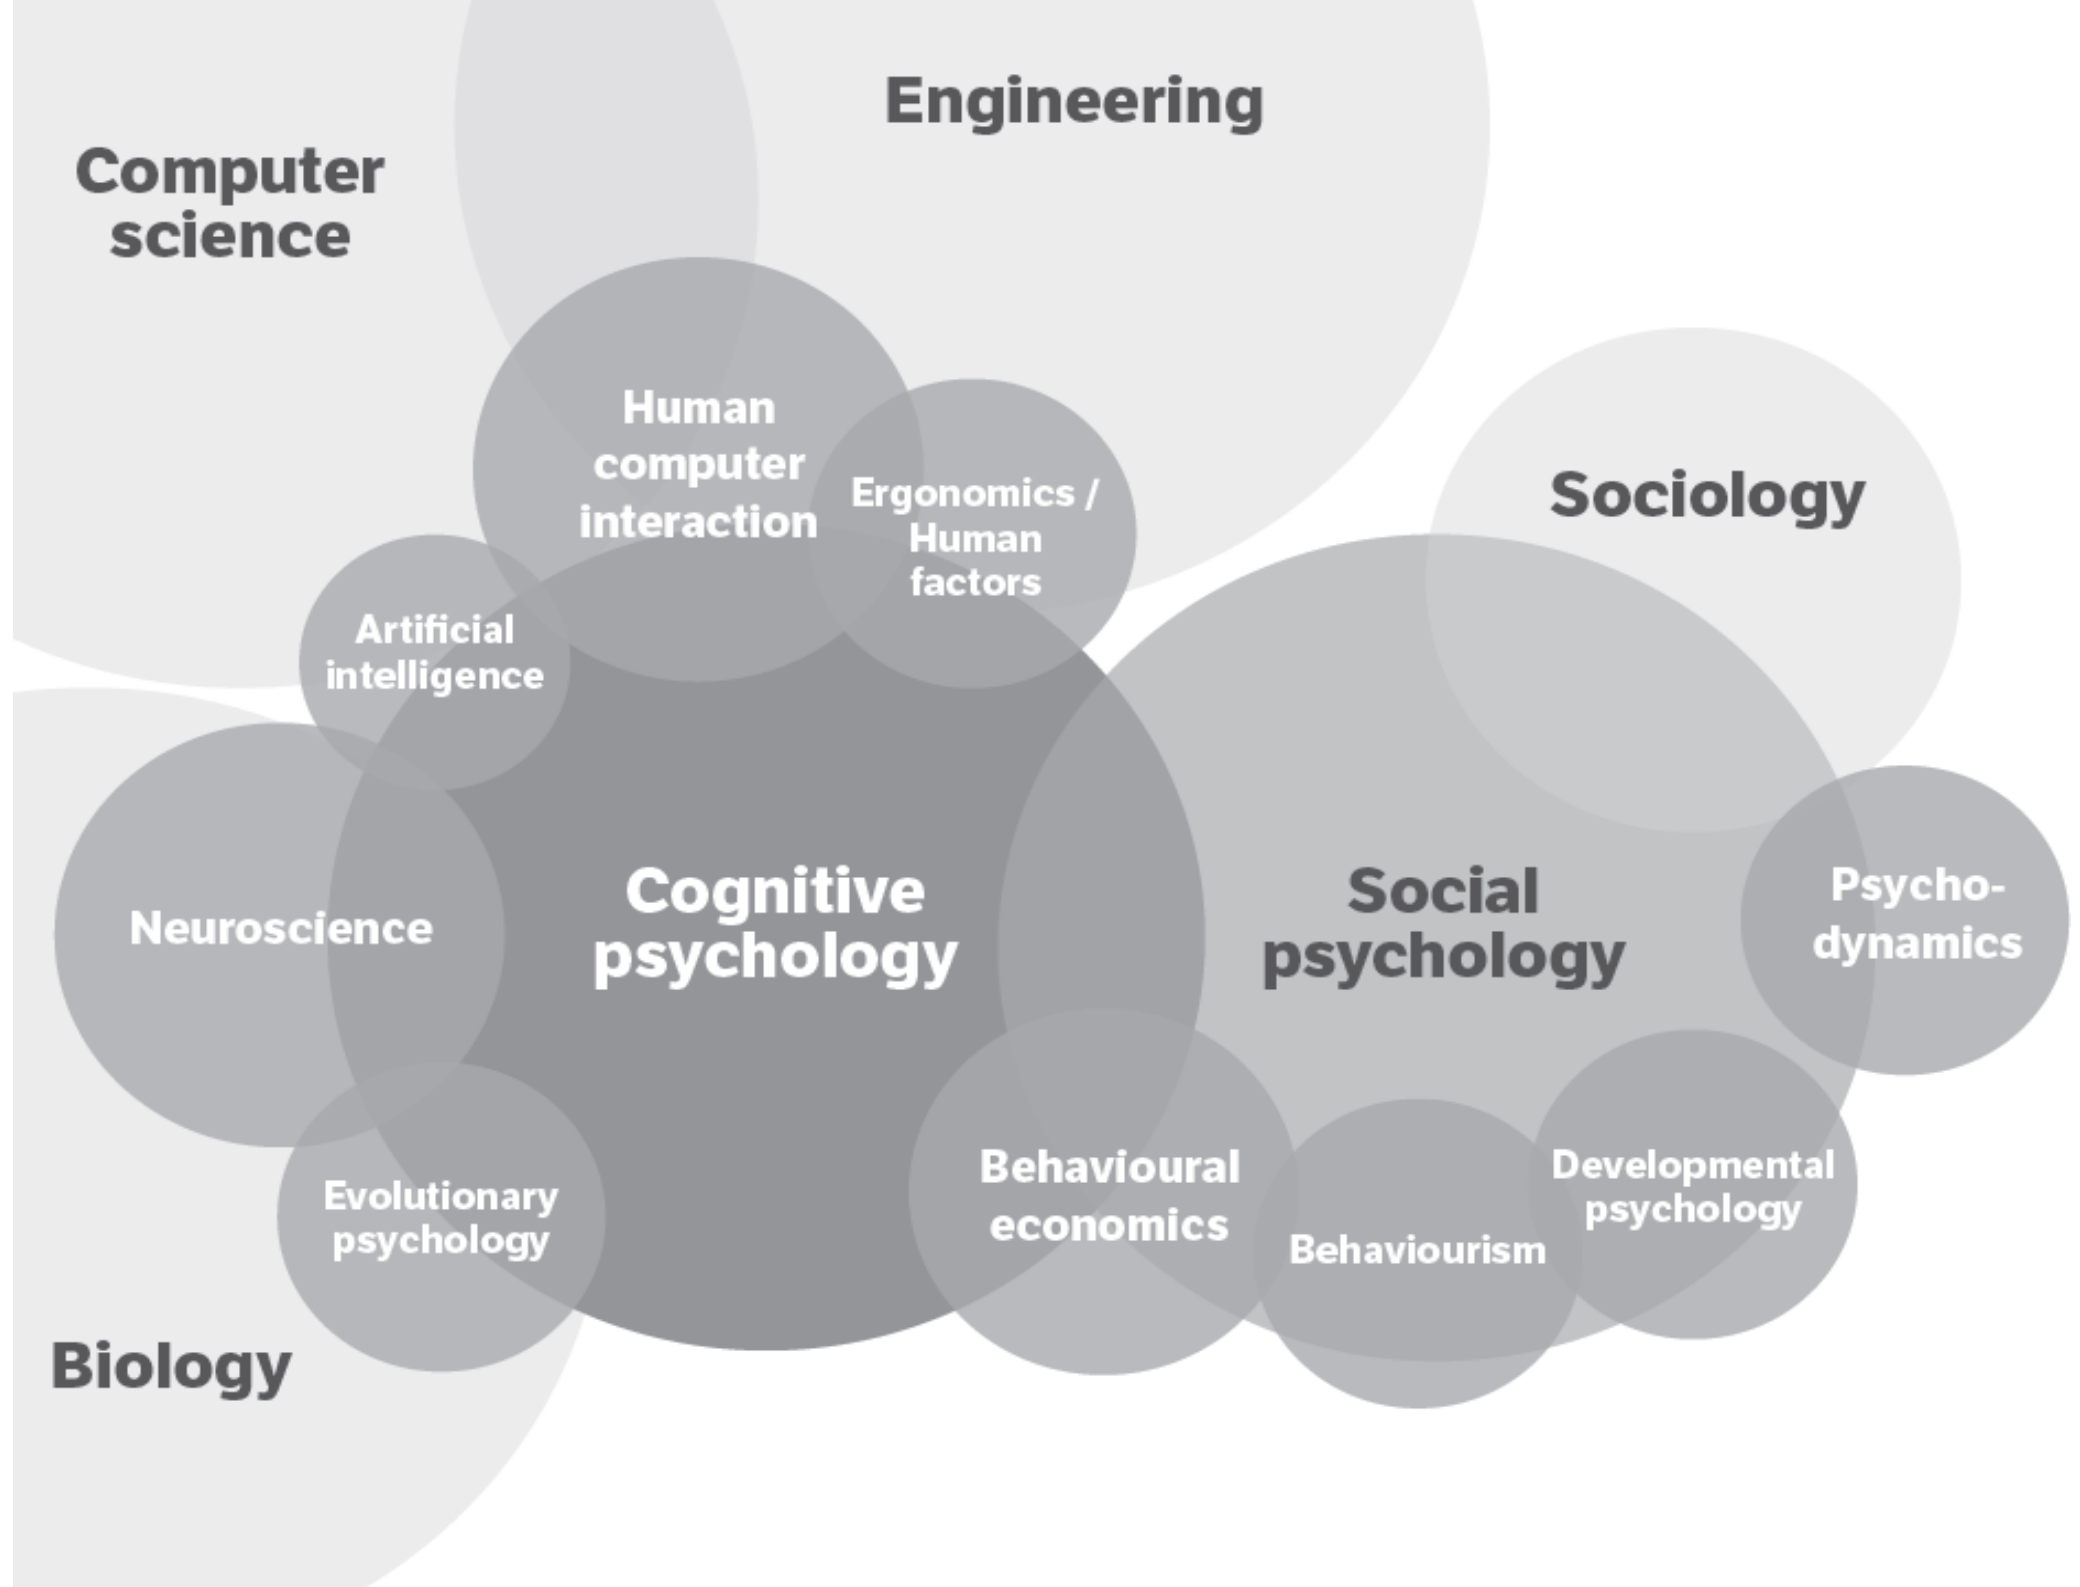 Engineering
Computer
science
Human
computer
interaction
Ergonomics /
Human
factors
Sociology
Artificial
intelligence
Neuroscience
Cognitive
psychology
Social
psychology
Psycho-
dynamics
Evolutionary
psychology
Behavioural
economics
Behaviourism
Developmental
psychology
Biology